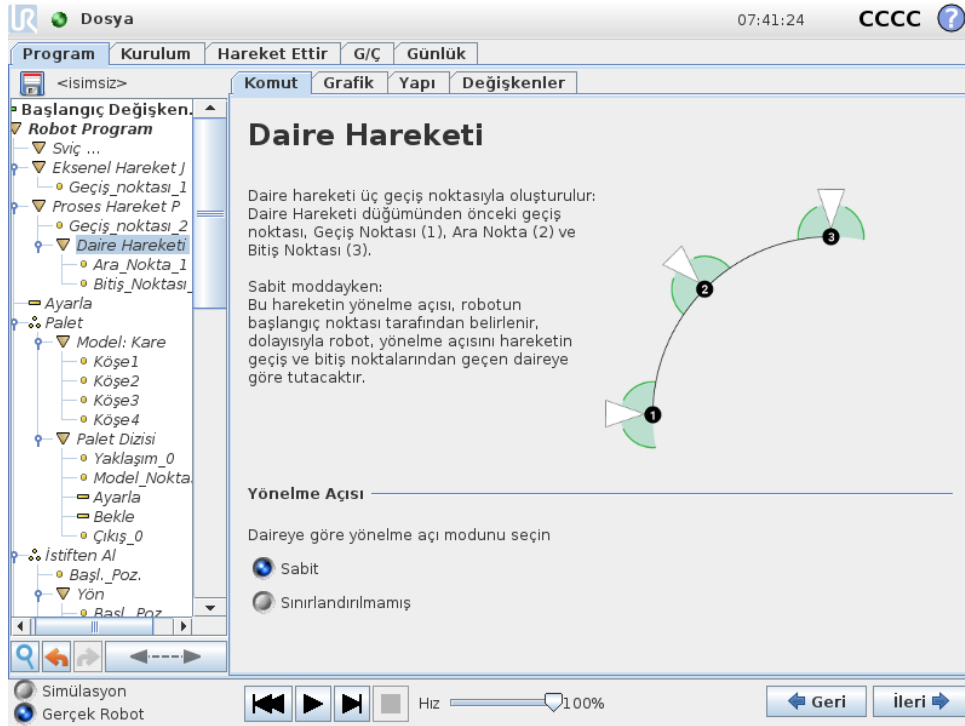 UR Dosya 07:41:24 CCCC ?
Program Kurulum Hareket Ettir G/Ç Günlük
<isimsiz>
Komut Grafik Yapı Değişkenler
Başlangıç Değişken.
Robot Program
Sviç ...
Eksenel Hareket J
Geçiş_noktası_1
Proses Hareket P
Geçiş_noktası_2
Daire Hareketi
Ara_Nokta_1
Bitiş_Noktası_
Ayarla
Palet
Model: Kare
Köşe1
Köşe2
Köşe3
Köşe4
Palet Dizisi
Yaklaşım_0
Model_Nokta.
Ayarla
Bekle
Çıkış_0
İstiften Al
Başl._Poz.
Yön
Başl. Poz
Daire Hareketi
Daire hareketi üç geçiş noktasıyla oluşturulur:
Daire Hareketi düğümünden önceki geçiş
noktası, Geçiş Noktası (1), Ara Nokta (2) ve
Bitiş Noktası (3).
Sabit moddayken:
Bu hareketin yönelme açısı, robotun
başlangıç noktası tarafından belirlenir,
dolayısıyla robot, yönelme açısını hareketin
geçiş ve bitiş noktalarından geçen daireye
göre tutacaktır.
3
2
1
Yönelme Açısı
Daireye göre yönelme açı modunu seçin
Sabit
Sınırlandırılmamış
Simülasyon
Gerçek Robot
Hız 100%
Geri İleri